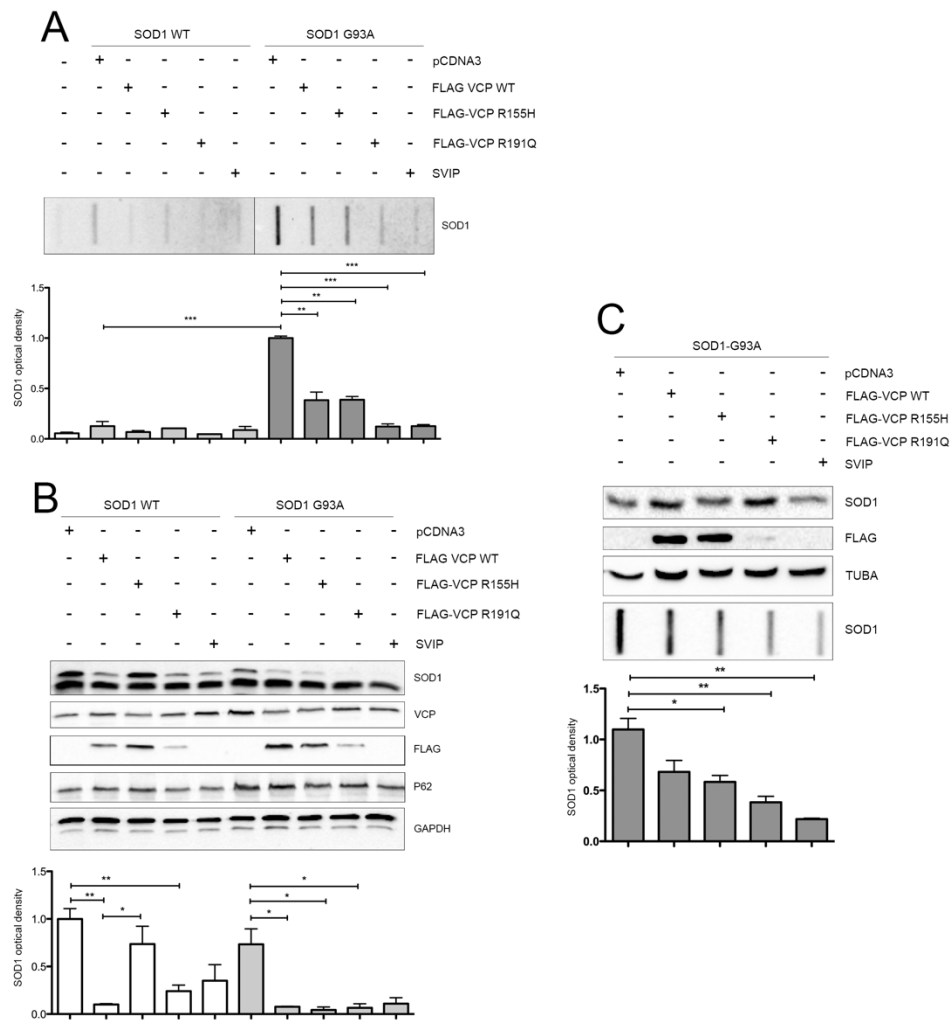 A
SOD1 WT SOD1 G93A
- + - - - - + - - - - pCDNA3
- - + - - - - + - - - FLAG VCP WT
- - - + - - - - + - - FLAG-VCP R155H
- - - - + - - - - + - FLAG-VCP R191Q
- - - - - + - - - - + SVIP
SOD1
***
***
**
*** **
SOD1 optical density
1.5
1.0
0.5
0.0
B
SOD1 WT SOD1 G93A
+ - - - - + - - - - pCDNA3
- + - - - - + - - - FLAG VCP WT
- - + - - - - + - - FLAG-VCP R155H
- - - + - - - - + - FLAG-VCP R191Q
- - - - + - - - - + SVIP
SOD1
VCP
FLAG
P62
GAPDH
SOD1 optical density
1.5
1.0
0.5
0.0
** *
** * * *
C
SOD1-G93A
+ - - - - pCDNA3
- + - - - FLAG-VCP WT
- - + - - FLAG-VCP R155H
- - - + - FLAG-VCP R191Q
- - - - + SVIP
SOD1
FLAG
TUBA
SOD1
**
**
*
SOD1 optical density
1.5
1.0
0.5
0.0